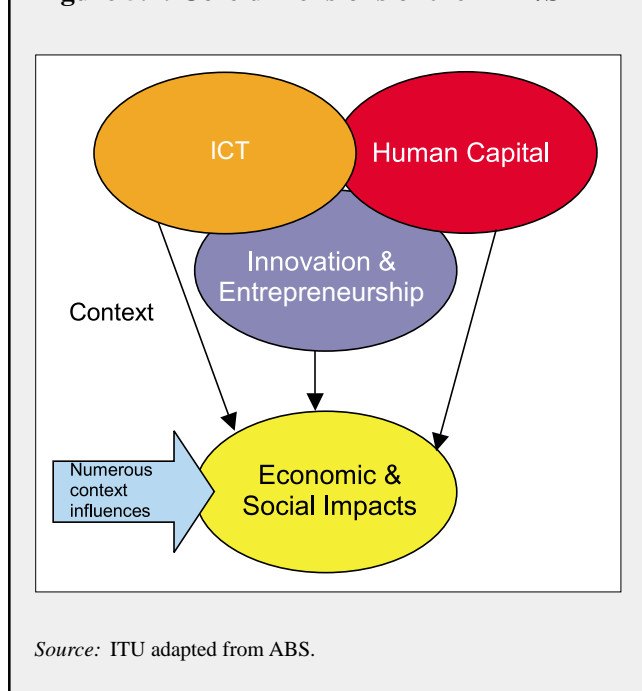 ICT
Human Capital
Innovation &
Entrepreneurship
Context
Economic &
Social Impacts
Numerous
context
influences
Source: ITU adapted from ABS.